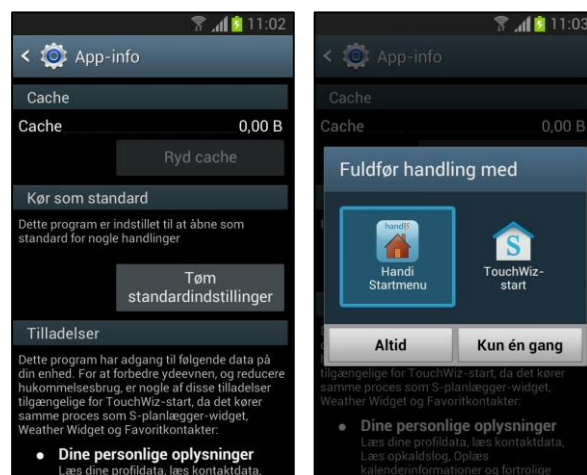 11:02
App-info
Cache
Cache 0,00 B
Ryd cache
Kør som standard
Dette program er indstillet til at åbne som
standard for nogle handlinger
Tøm
standardindstillinger
Tilladelser
Dette program har adgang til følgende data på
din enhed. For at forbedre ydeevnen, og reducere
hukommelsesbrug, er nogle af disse tilladelser
tilgængelige for TouchWiz-start, da det kører
samme proces som S-planlægger-widget,
Weather Widget og Favoritkontakter:
● Dine personlige oplysninger
Læs dine profildata, læs kontaktdata,
11:03
App-info
Cache
Cache 0,00 B
Fuldfør handling med
handi
Handi
Startmenu
S
TouchWiz-
start
Altid
Kun én gang
tilgængelige for TouchWiz-start, da det kører
samme proces som S-planlægger-widget,
Weather Widget og Favoritkontakter:
● Dine personlige oplysninger
Læs dine profildata, læs kontaktdata,
Læs opkaldslog, Oplæs
kalenderinformationer og fortrolige